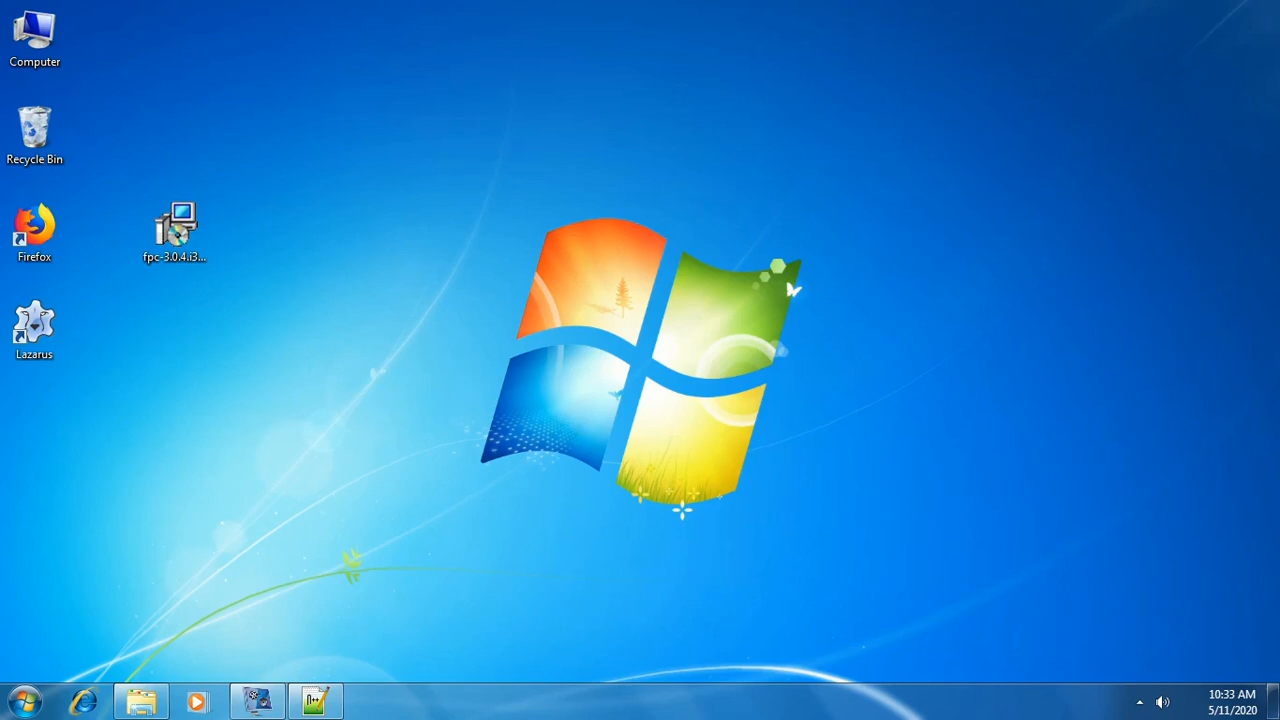 Computer
Recycle Bin
Firefox
fpc-3.0.4.i3...
Lazarus
10:33 AM
5/11/2020